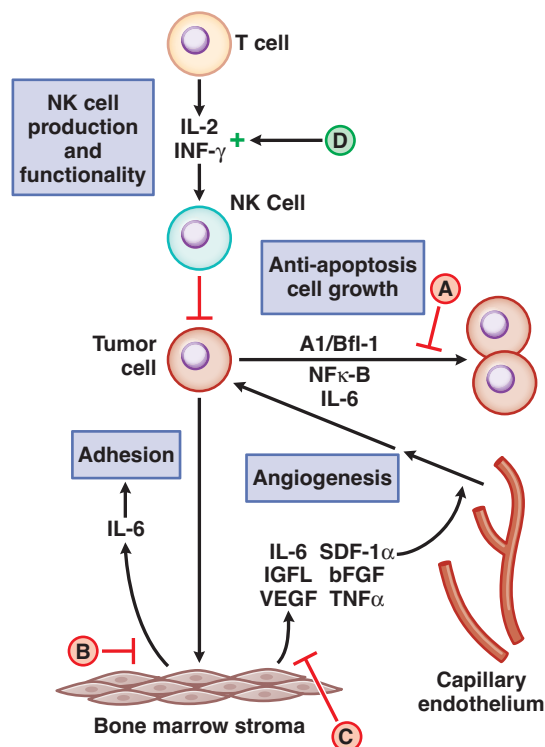 T cell
NK cell
production
and
functionality
IL-2
INF-γ
+
D
NK Cell
Anti-apoptosis
cell growth
A
Tumor
cell
A1/Bfl-1
NFκ-B
IL-6
Adhesion
Angiogenesis
IL-6
IL-6 SDF-1α
IGFL bFGF
VEGF TNFα
B
C
Bone marrow stroma
Capillary
endothelium